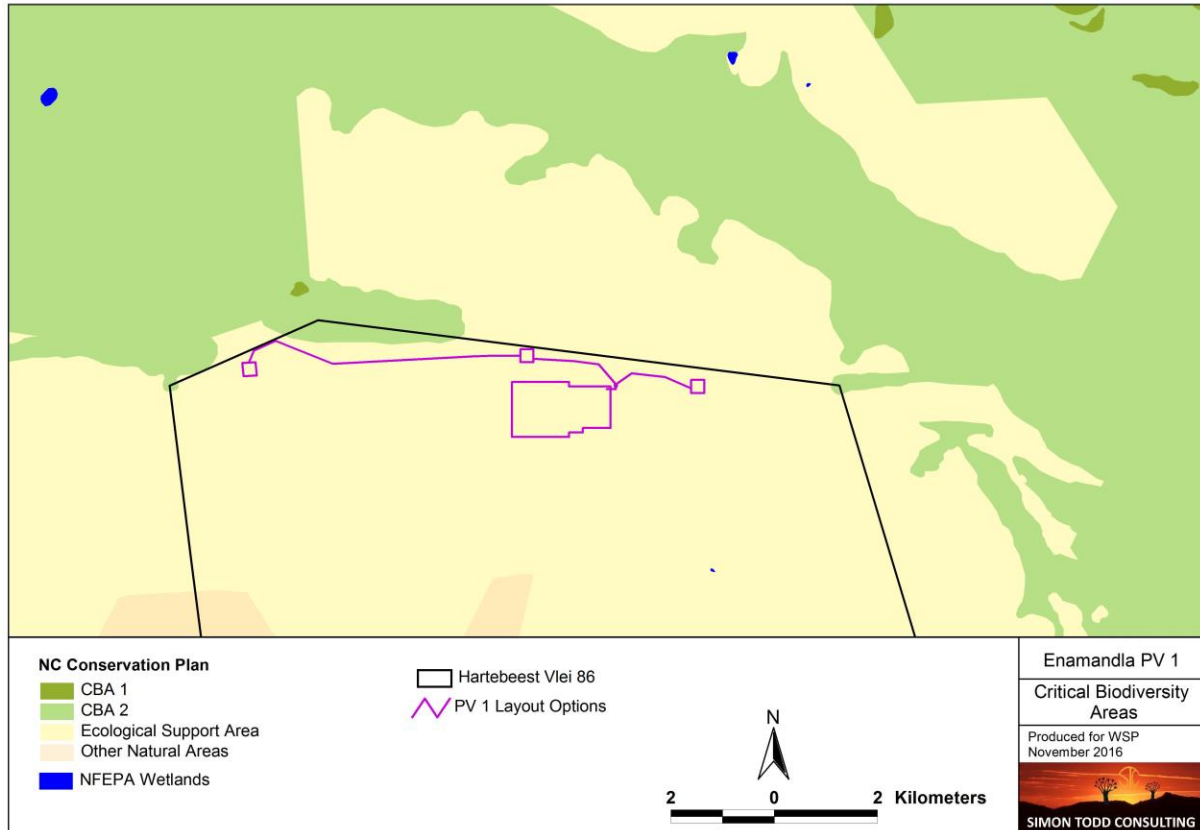 NC Conservation Plan
CBA 1
CBA 2
Ecological Support Area
Other Natural Areas
NFEPA Wetlands
Hartebeest Vlei 86
PV 1 Layout Options
N
2 0 2 Kilometers
Enamandla PV 1
Critical Biodiversity
Areas
Produced for WSP
November 2016
SIMON TODD CONSULTING